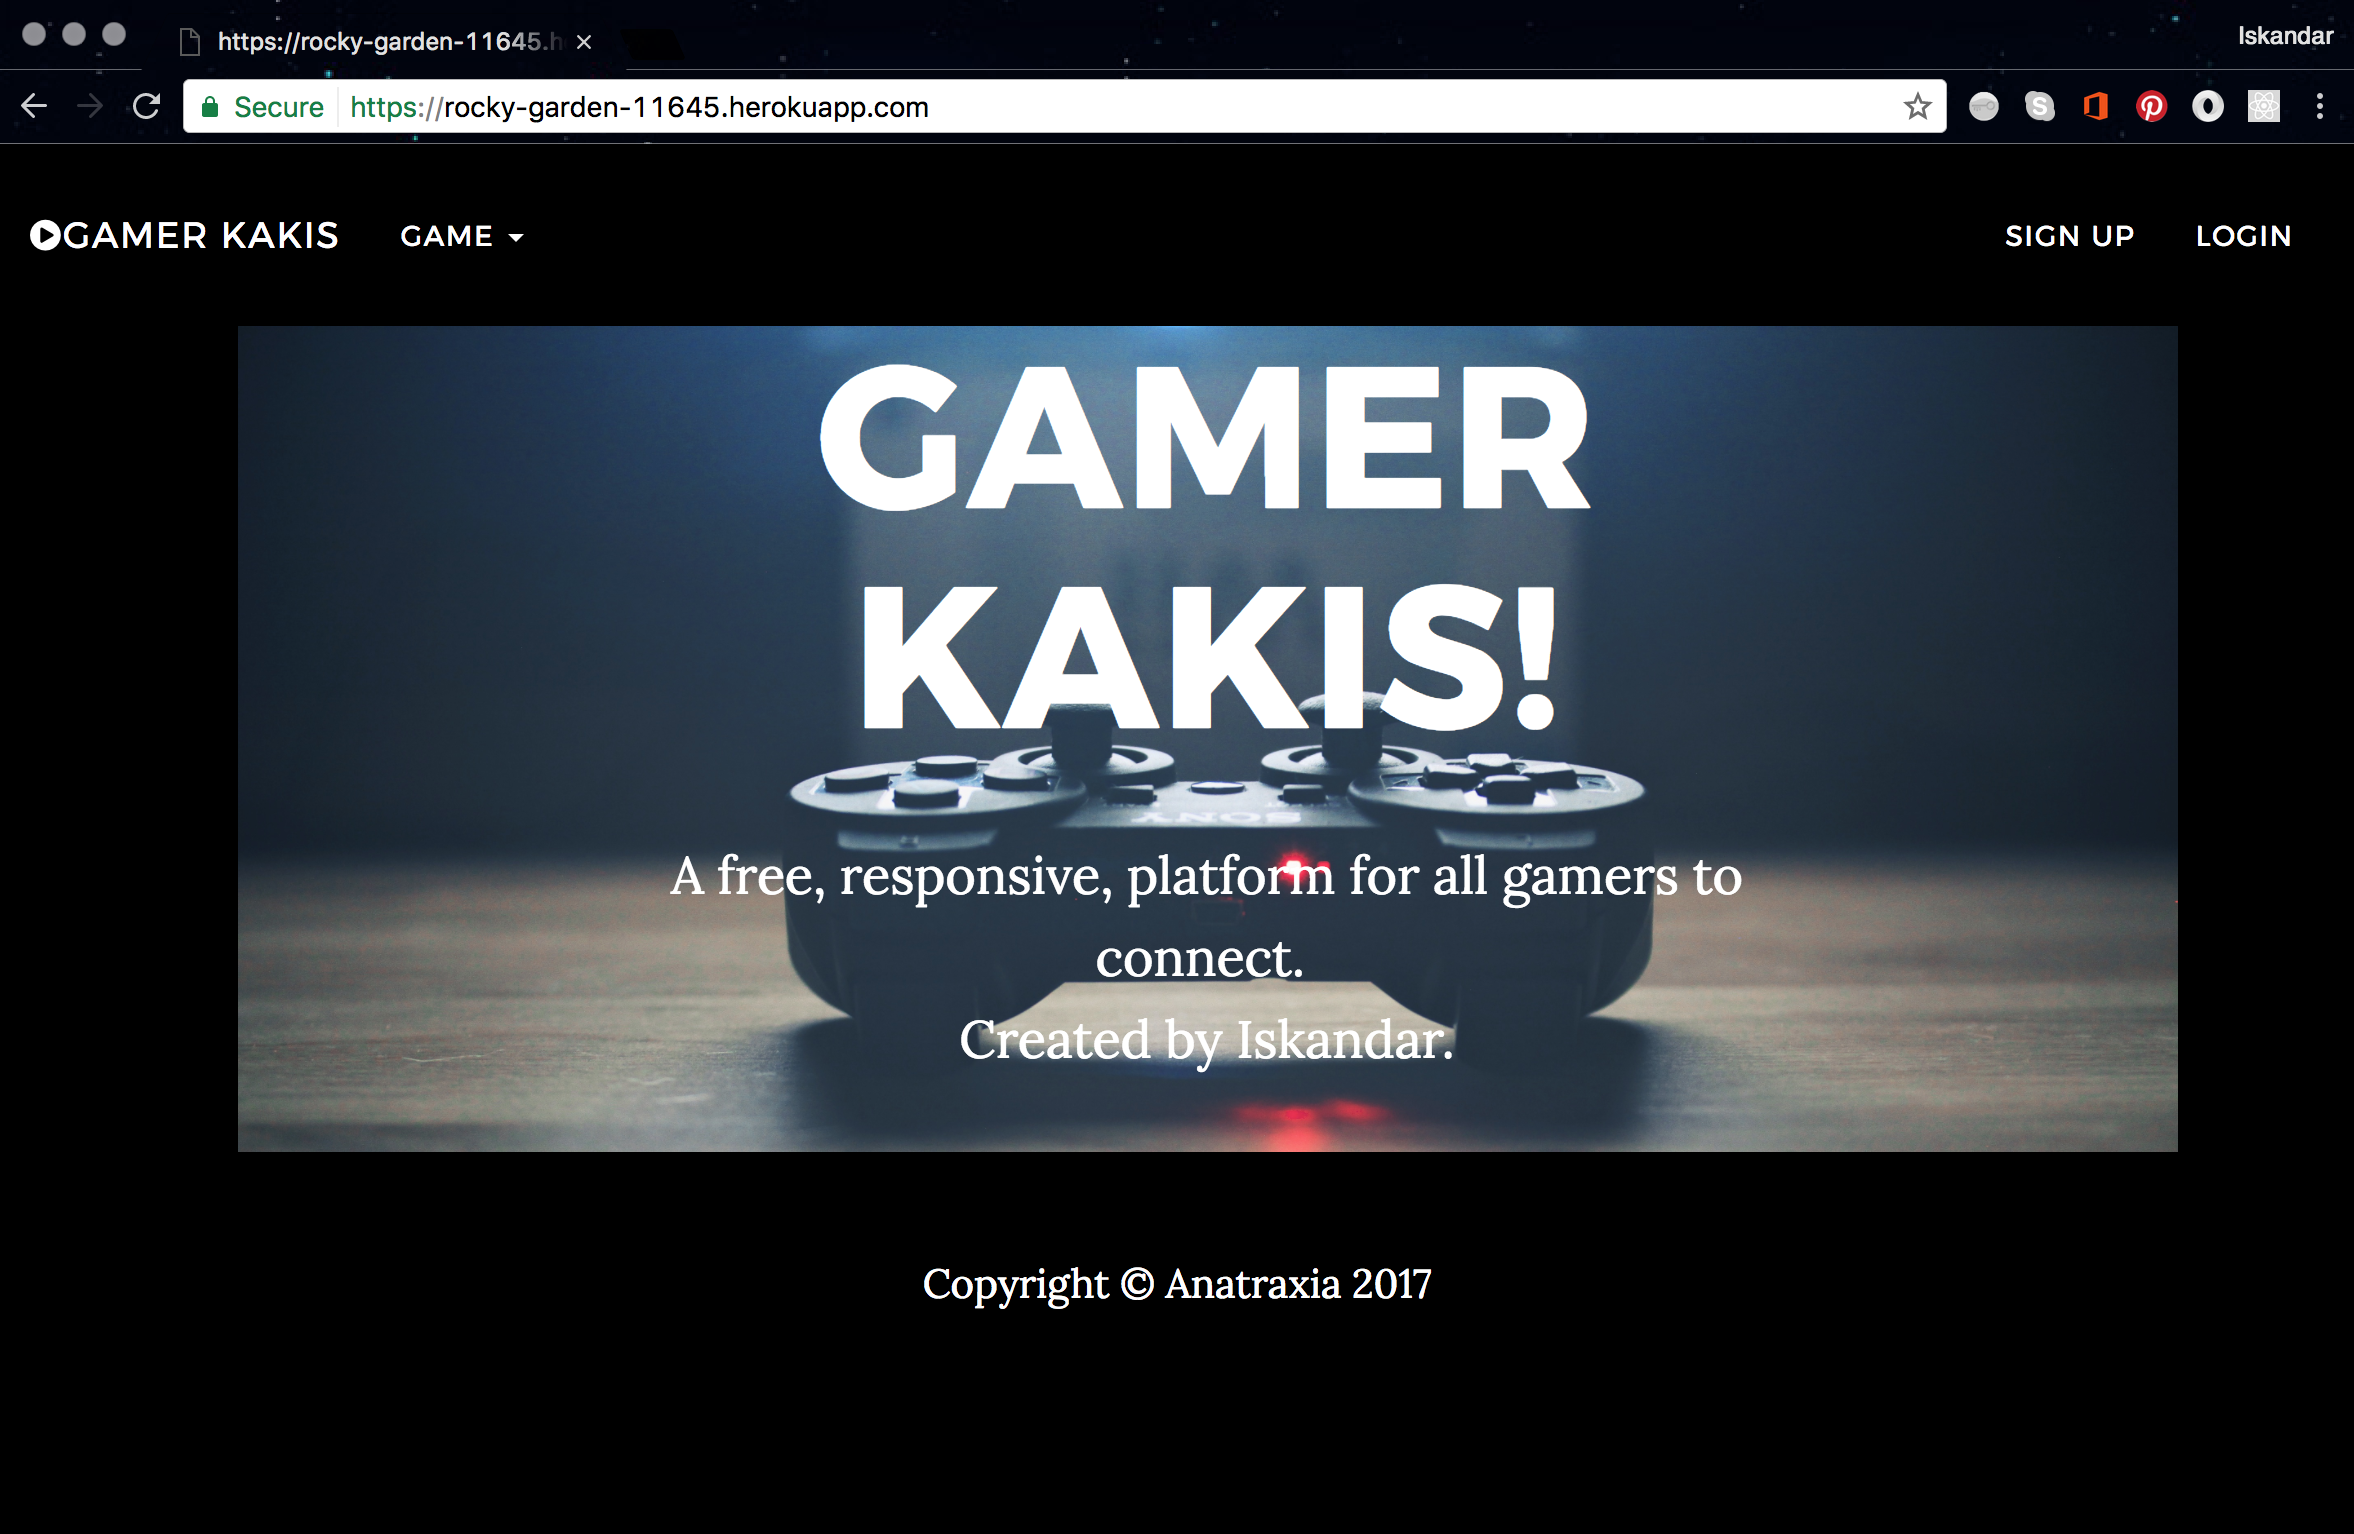 https://rocky-garden-11645.h
Iskandar
Secure https://rocky-garden-11645.herokuapp.com
GAMER KAKIS GAME SIGN UP LOGIN
GAMER
KAKIS!
SONY
A free, responsive, platform for all gamers to
connect.
Created by Iskandar.
Copyright © Anatraxia 2017